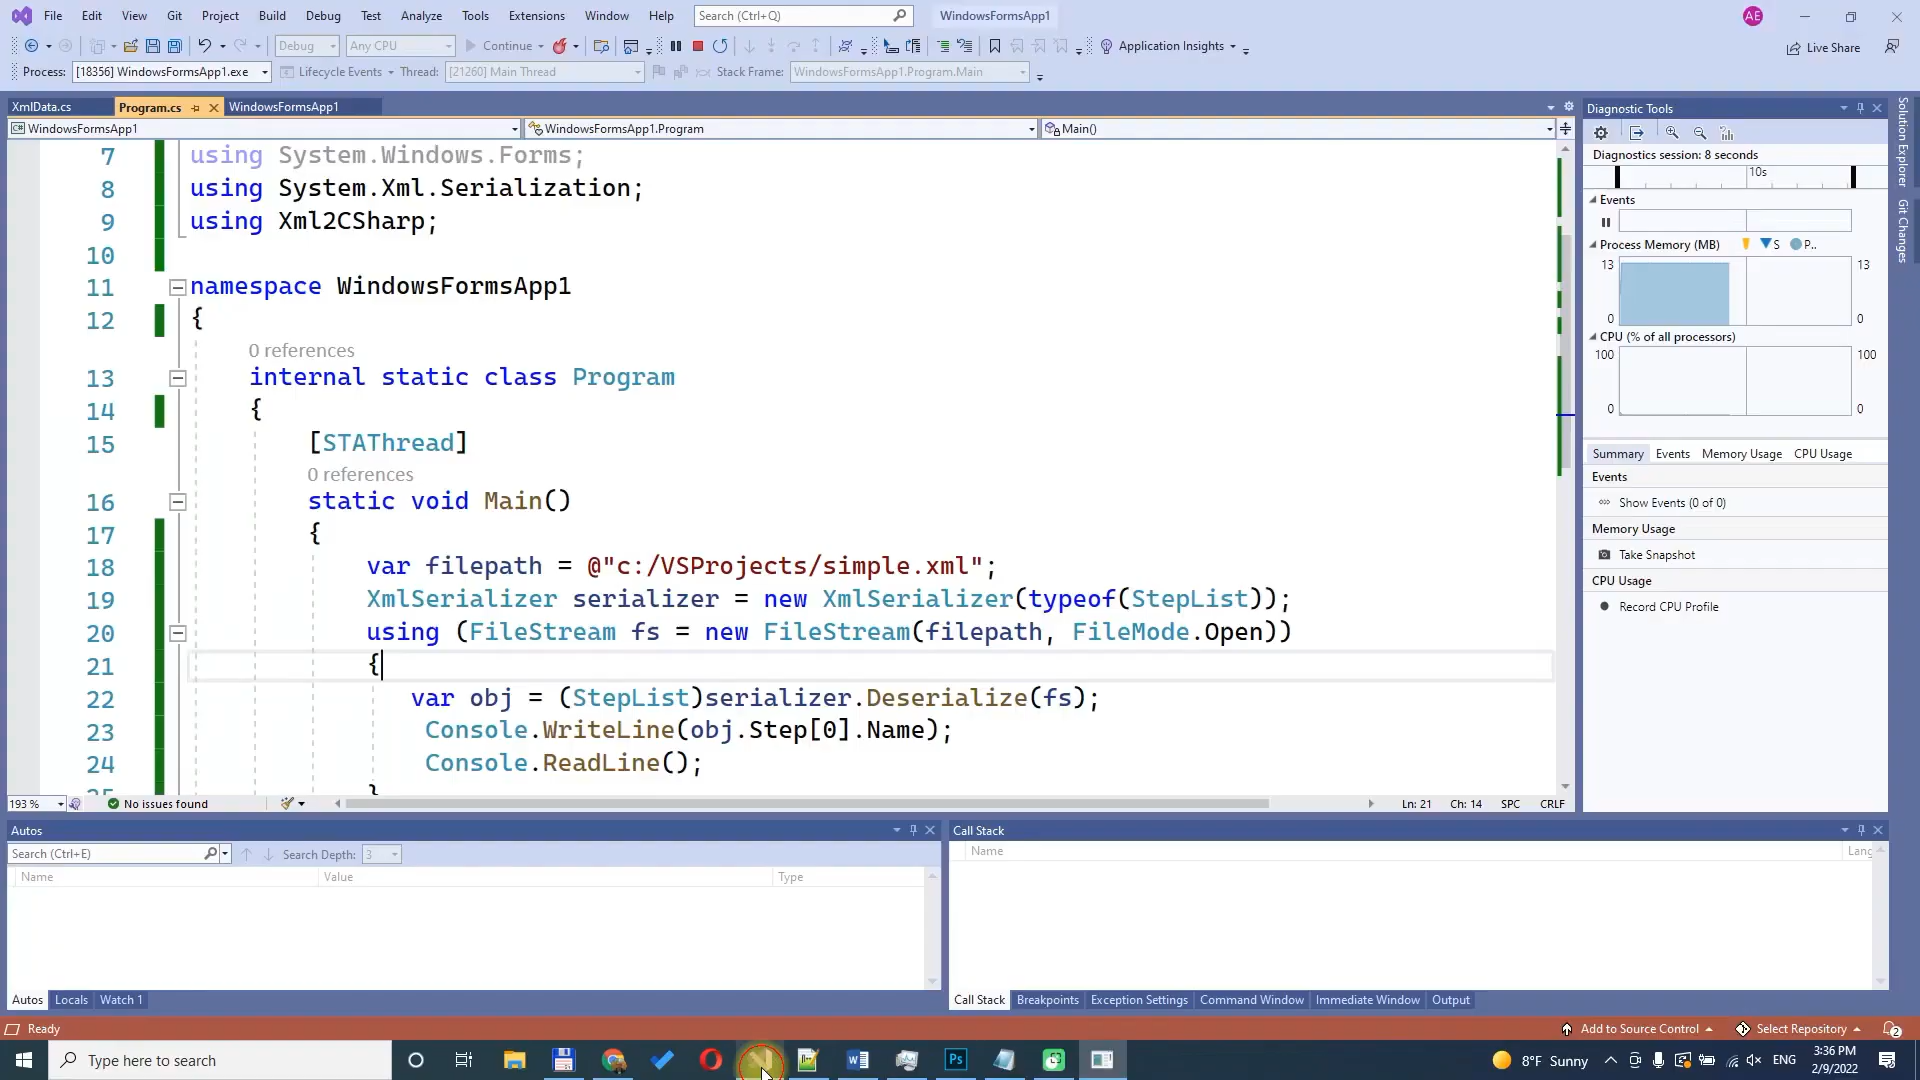 File Edit View Git Project Build Debug Test Analyze Tools Extensions Window Help Search (Ctrl+Q) WindowsFormsApp1 AE
Debug Any CPU Continue Application Insights Live Share
Process: [18356] WindowsFormsApp1.exe Lifecycle Events Thread: [21260] Main Thread Stack Frame: WindowsFormsApp1.Program.Main
XmlData.cs Program.cs WindowsFormsApp1
WindowsFormsApp1 WindowsFormsApp1.Program Main()
7 using System.Windows.Forms;
8 using System.Xml.Serialization;
9 using Xml2CSharp;
10
11 namespace WindowsFormsApp1
12 {
0 references
13 internal static class Program
14 {
15 [STAThread]
0 references
16 static void Main()
17 {
18 var filepath = @"c:/VSProjects/simple.xml";
19 XmlSerializer serializer = new XmlSerializer(typeof(StepList));
20 using (FileStream fs = new FileStream(filepath, FileMode.Open))
21 {
22 var obj = (StepList)serializer.Deserialize(fs);
23 Console.WriteLine(obj.Step[0].Name);
24 Console.ReadLine();
25 }
193 % No issues found Ln: 21 Ch: 14 SPC CRLF
Diagnostic Tools
Diagnostics session: 8 seconds
10s
Events
Process Memory (MB) S P..
13 13
0 0
CPU (% of all processors)
100 100
0 0
Summary Events Memory Usage CPU Usage
Events
Show Events (0 of 0)
Memory Usage
Take Snapshot
CPU Usage
Record CPU Profile
Solution Explorer
Git Changes
Autos
Search (Ctrl+E) Search Depth: 3
Name Value Type
Autos Locals Watch 1
Call Stack
Name Lang
Call Stack Breakpoints Exception Settings Command Window Immediate Window Output
Ready Add to Source Control Select Repository 2
Type here to search Ps 8°F Sunny ENG 3:36 PM
2/9/2022